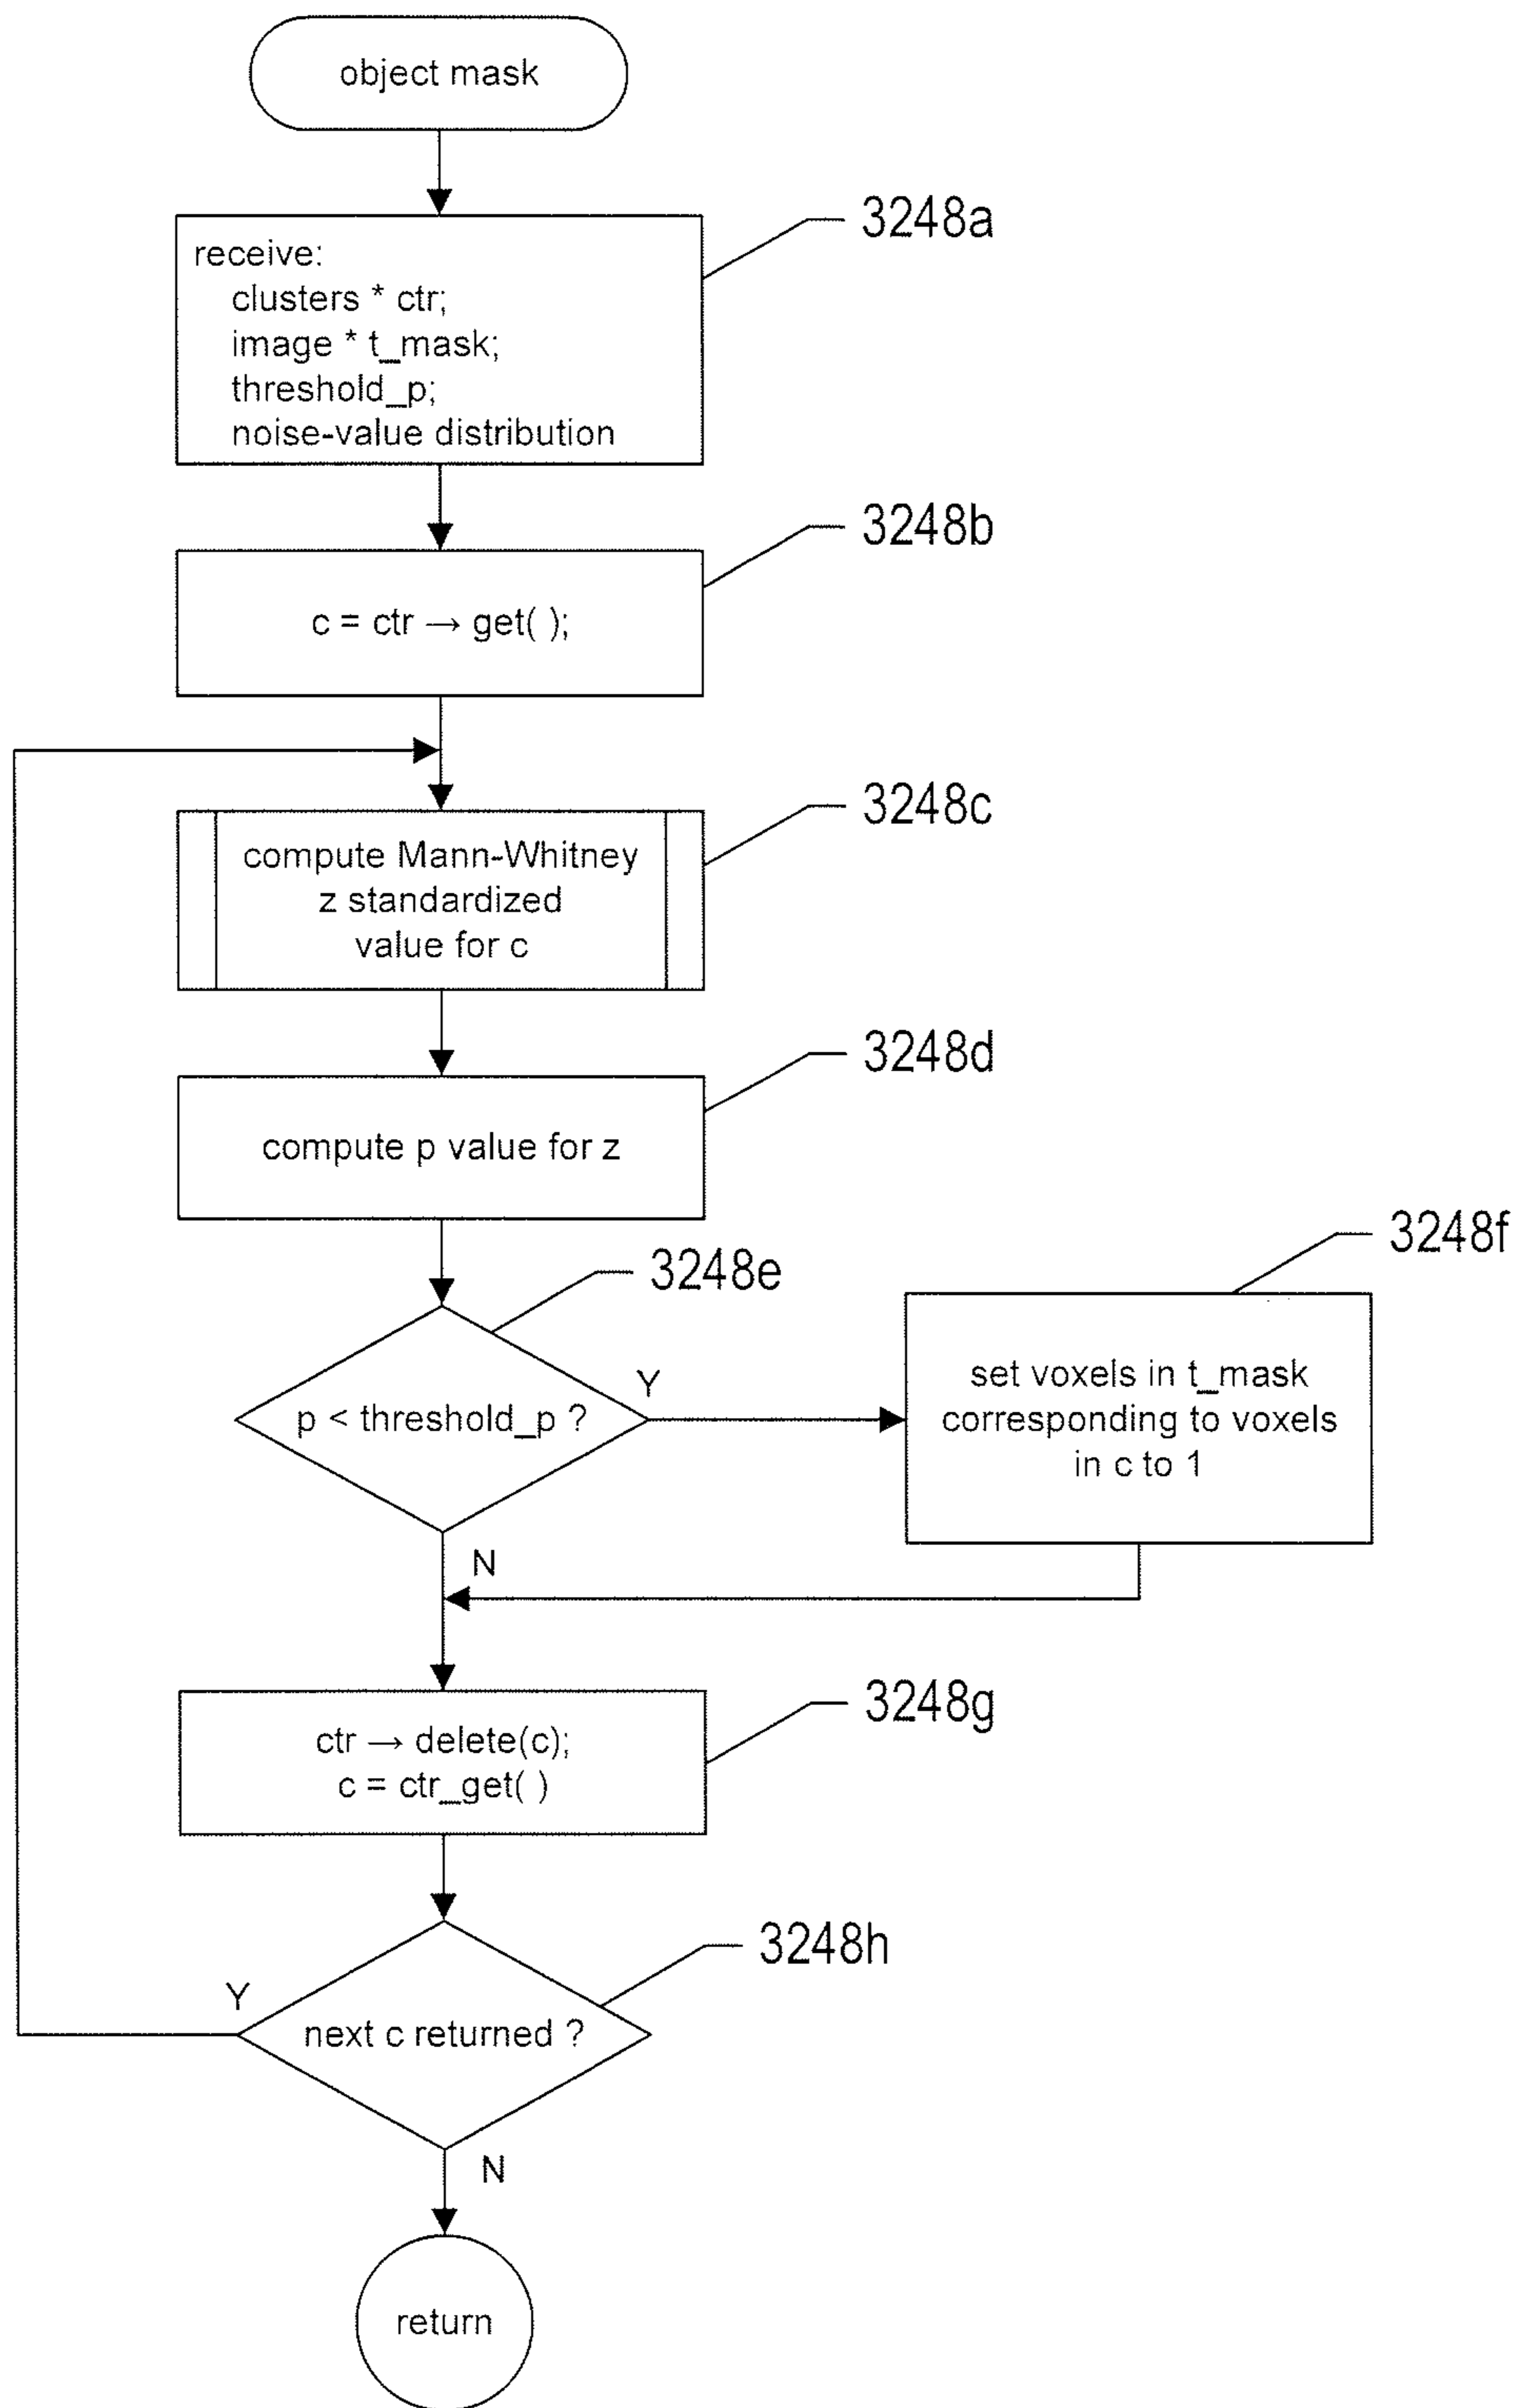 object mask
3248a
receive:
clusters * ctr;
image * t_mask;
threshold_p;
noise-value distribution
3248b
c = ctr → get( );
3248c
compute Mann-Whitney
z standardized
value for c
3248d
compute p value for z
3248e
3248f
p < threshold_p ?
Y
set voxels in t_mask
corresponding to voxels
in c to 1
N
3248g
ctr → delete(c);
c = ctr_get( )
3248h
Y
next c returned ?
N
return